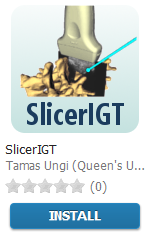 SlicerIGT
SlicerIGT
Tamas Ungi (Queen's U...
(0)
INSTALL